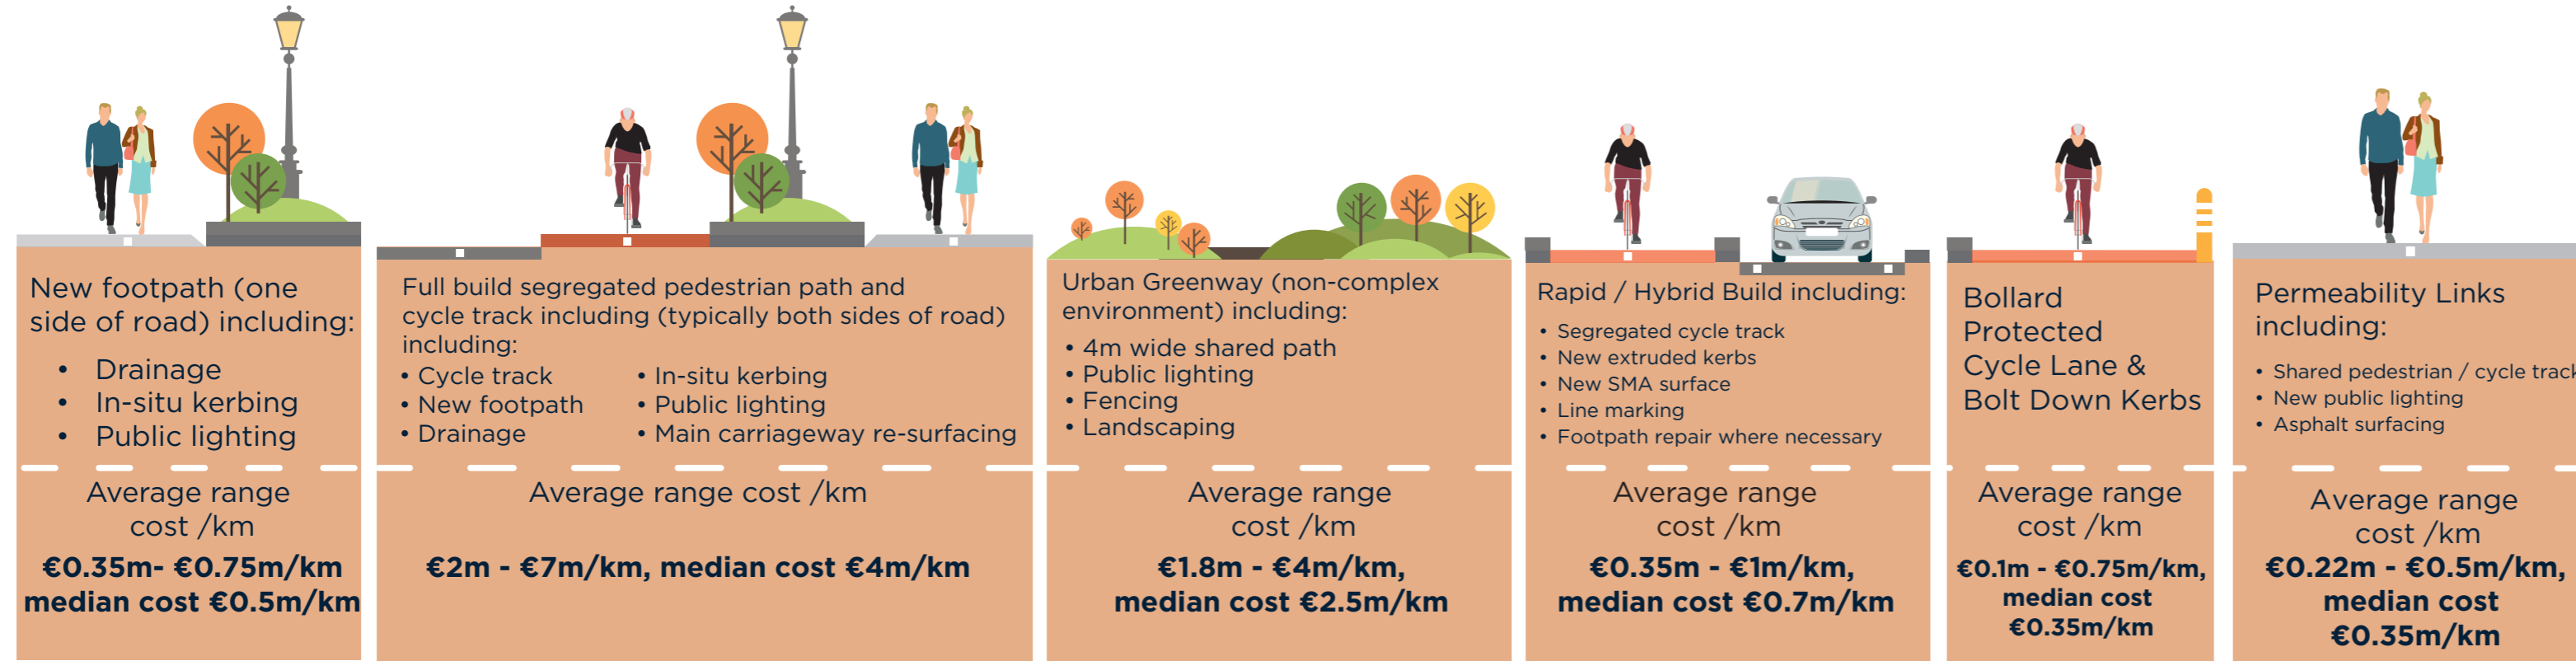 New footpath (one
side of road) including:
• Drainage
• In-situ kerbing
• Public lighting
Average range
cost /km
€0.35m- €0.75m/km
median cost €0.5m/km
Full build segregated pedestrian path and
cycle track including (typically both sides of road)
including:
• Cycle track
• New footpath
• Drainage
• In-situ kerbing
• Public lighting
• Main carriageway re-surfacing
Average range cost /km
€2m - €7m/km, median cost €4m/km
Urban Greenway (non-complex
environment) including:
• 4m wide shared path
• Public lighting
• Fencing
• Landscaping
Average range
cost /km
€1.8m - €4m/km,
median cost €2.5m/km
Rapid / Hybrid Build including:
• Segregated cycle track
• New extruded kerbs
• New SMA surface
• Line marking
• Footpath repair where necessary
Average range
cost /km
€0.35m - €1m/km,
median cost €0.7m/km
Bollard
Protected
Cycle Lane &
Bolt Down Kerbs
Average range
cost /km
€0.1m - €0.75m/km,
median cost
€0.35m/km
Permeability Links
including:
• Shared pedestrian / cycle track
• New public lighting
• Asphalt surfacing
Average range
cost /km
€0.22m - €0.5m/km,
median cost
€0.35m/km